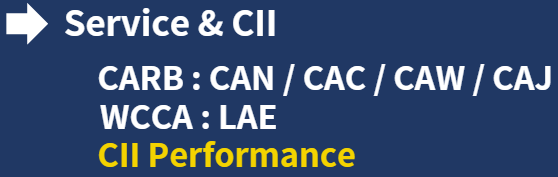 Service & CII
CARB : CAN / CAC / CAW / CAJ
WCCA : LAE
CII Performance